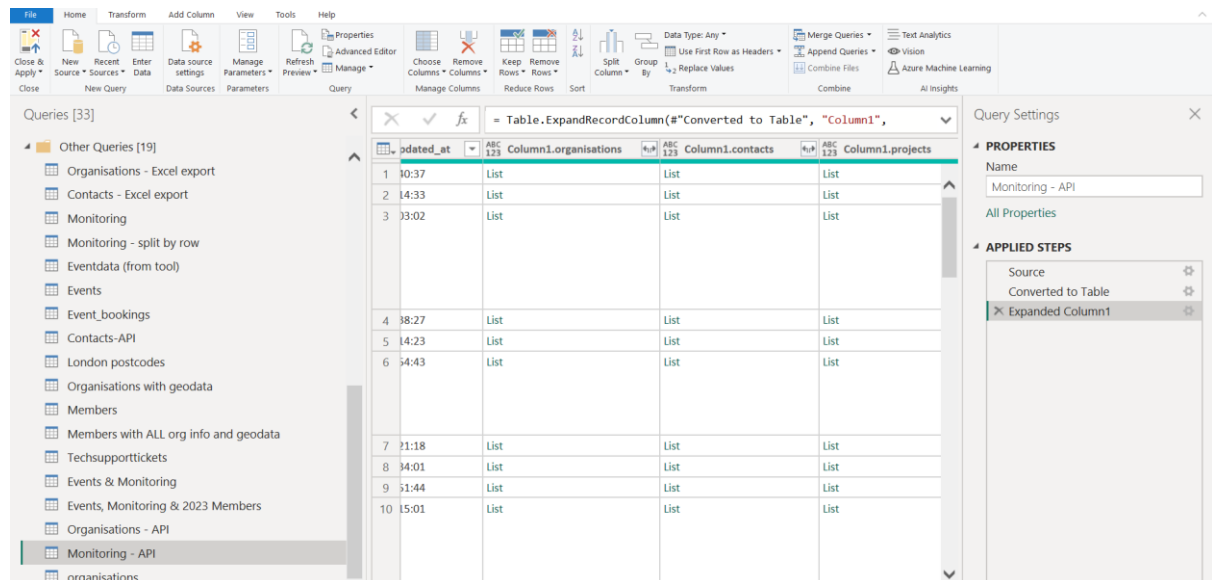 File Home Transform Add Column View Tools Help
Close & Apply
New Source
Recent Sources
Enter Data
Data source settings
Manage Parameters
Refresh Preview
Properties
Advanced Editor
Manage
Choose Columns
Remove Columns
Keep Rows
Remove Rows
Split Column
Group By
Data Type: Any
Use First Row as Headers
Replace Values
Merge Queries
Append Queries
Combine Files
Text Analytics
Vision
Azure Machine Learning
Close New Query Data Sources Parameters Query Manage Columns Reduce Rows Sort Transform Combine AI Insights
Queries [33]
Other Queries [19]
Organisations - Excel export
Contacts - Excel export
Monitoring
Monitoring - split by row
Eventdata (from tool)
Events
Event_bookings
Contacts-API
London postcodes
Organisations with geodata
Members
Members with ALL org info and geodata
Techsupporttickets
Events & Monitoring
Events, Monitoring & 2023 Members
Organisations - API
Monitoring - API
organisations
fx = Table.ExpandRecordColumn(#"Converted to Table", "Column1",
pdated_at ABC 123 Column1.organisations ABC 123 Column1.contacts ABC 123 Column1.projects
1 40:37 List List List
2 14:33 List List List
3 03:02 List List List
4 38:27 List List List
5 14:23 List List List
6 54:43 List List List
7 21:18 List List List
8 34:01 List List List
9 51:44 List List List
10 15:01 List List List
Query Settings
PROPERTIES
Name
Monitoring - API
All Properties
APPLIED STEPS
Source
Converted to Table
Expanded Column1